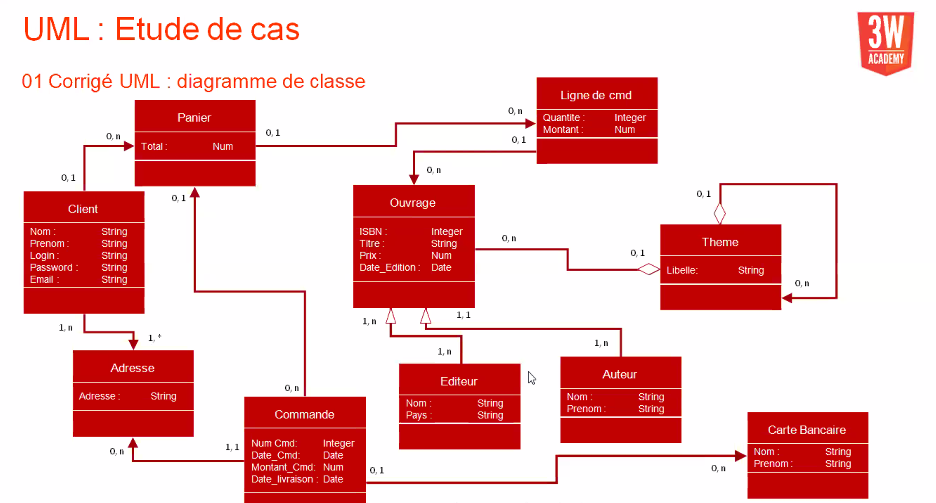 UML : Etude de cas
3W
ACADEMY
01 Corrigé UML : diagramme de classe
Panier
Total : Num
Ligne de cmd
Quantite : Integer
Montant : Num
Client
Nom : String
Prenom : String
Login : String
Password : String
Email : String
Ouvrage
ISBN : Integer
Titre : String
Prix : Num
Date_Edition : Date
Theme
Libelle: String
Adresse
Adresse : String
Editeur
Nom : String
Pays : String
Auteur
Nom : String
Prenom : String
Commande
Num Cmd: Integer
Date_Cmd: Date
Montant_Cmd: Num
Date_livraison : Date
Carte Bancaire
Nom : String
Prenom : String
0, n
0, 1
0, 1
0, n
0, 1
0, n
0, 1
0, n
0, n
0, 1
0, 1
0, n
1, n
1, *
1, n
1, n
1, 1
1, n
0, n
1, 1
0, 1
0, n